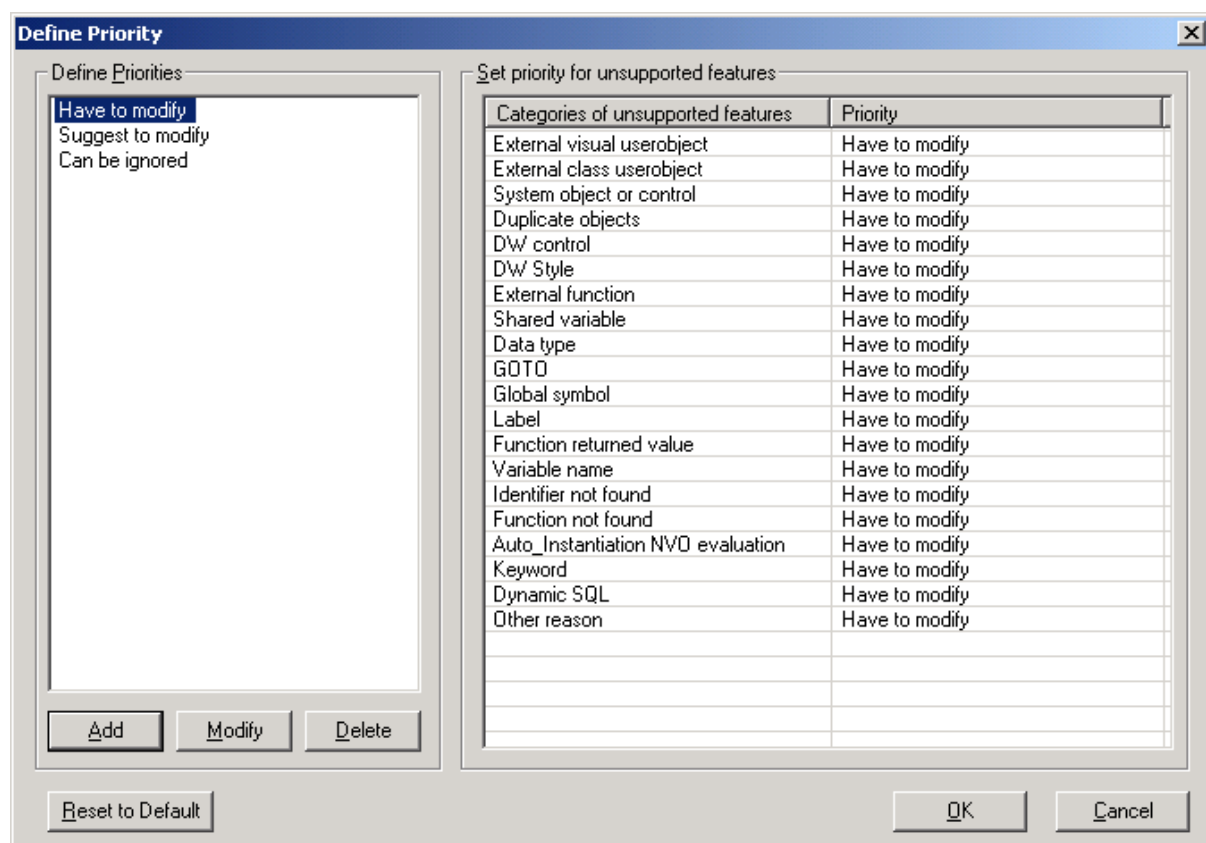 Define Priority
Define Priorities
Have to modify
Suggest to modify
Can be ignored
Add Modify Delete
Set priority for unsupported features
Categories of unsupported features Priority
External visual userobject Have to modify
External class userobject Have to modify
System object or control Have to modify
Duplicate objects Have to modify
DW control Have to modify
DW Style Have to modify
External function Have to modify
Shared variable Have to modify
Data type Have to modify
GOTO Have to modify
Global symbol Have to modify
Label Have to modify
Function returned value Have to modify
Variable name Have to modify
Identifier not found Have to modify
Function not found Have to modify
Auto_Instantiation NVO evaluation Have to modify
Keyword Have to modify
Dynamic SQL Have to modify
Other reason Have to modify
Reset to Default OK Cancel